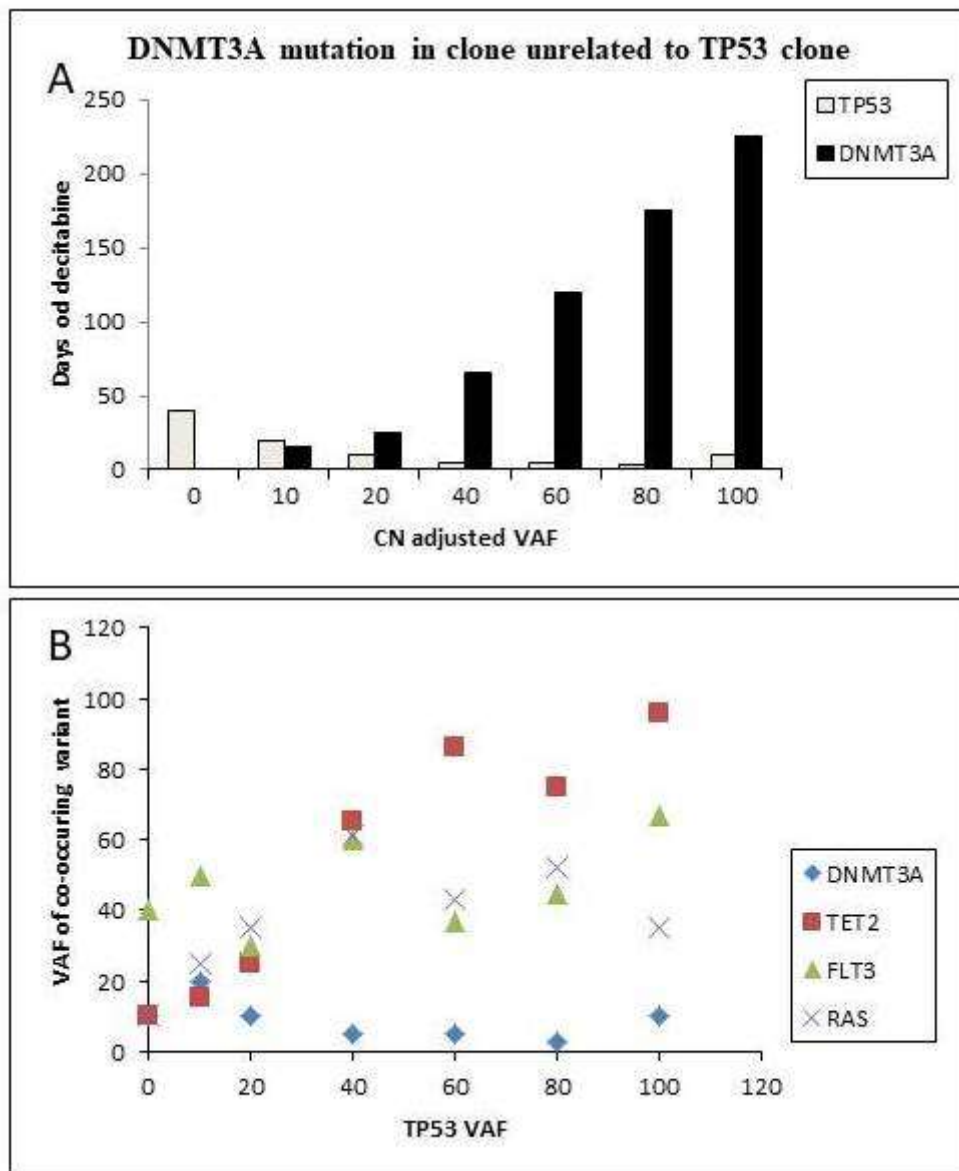 DNMT3A mutation in clone unrelated to TP53 clone
A
250
200
150
100
50
0
Days od decitabine
0 10 20 40 60 80 100
CN adjusted VAF
TP53
DNMT3A
B
120
100
80
60
40
20
0
VAF of co-occuring variant
0 20 40 60 80 100 120
TP53 VAF
DNMT3A
TET2
FLT3
RAS